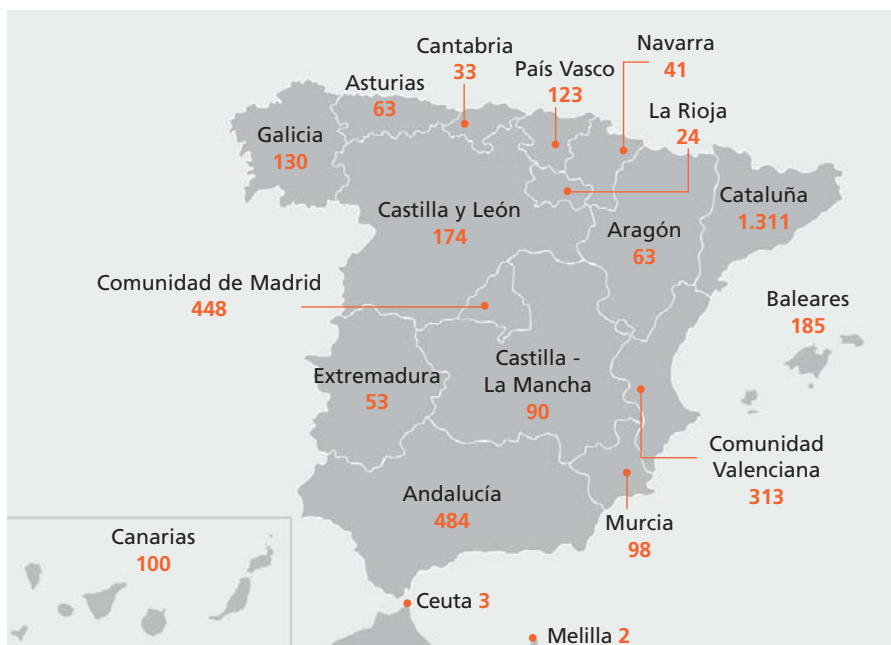 Cantabria
33
Navarra
41
País Vasco
123
Asturias
63
La Rioja
24
Galicia
130
Cataluña
1.311
Castilla y León
174
Aragón
63
Comunidad de Madrid
448
Baleares
185
Castilla -
La Mancha
90
Extremadura
53
Comunidad
Valenciana
313
Andalucía
484
Murcia
98
Canarias
100
Ceuta 3
Melilla 2